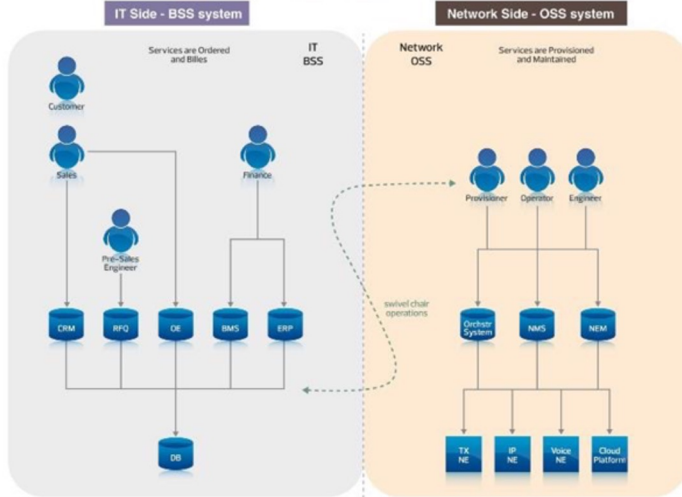 IT Side - BSS system
Network Side - OSS system
Services are Ordered
and Billes
IT
BSS
Network
OSS
Services are Provisioned
and Maintained
Customer
Sales
Finance
Provisioner
Operator
Engineer
Pre-Sales
Engineer
swivel chair
operations
CRM
RFQ
OE
BMS
ERP
Orchstr
System
NMS
NEM
DB
TX
NE
IP
NE
Voice
NE
Cloud
Platform